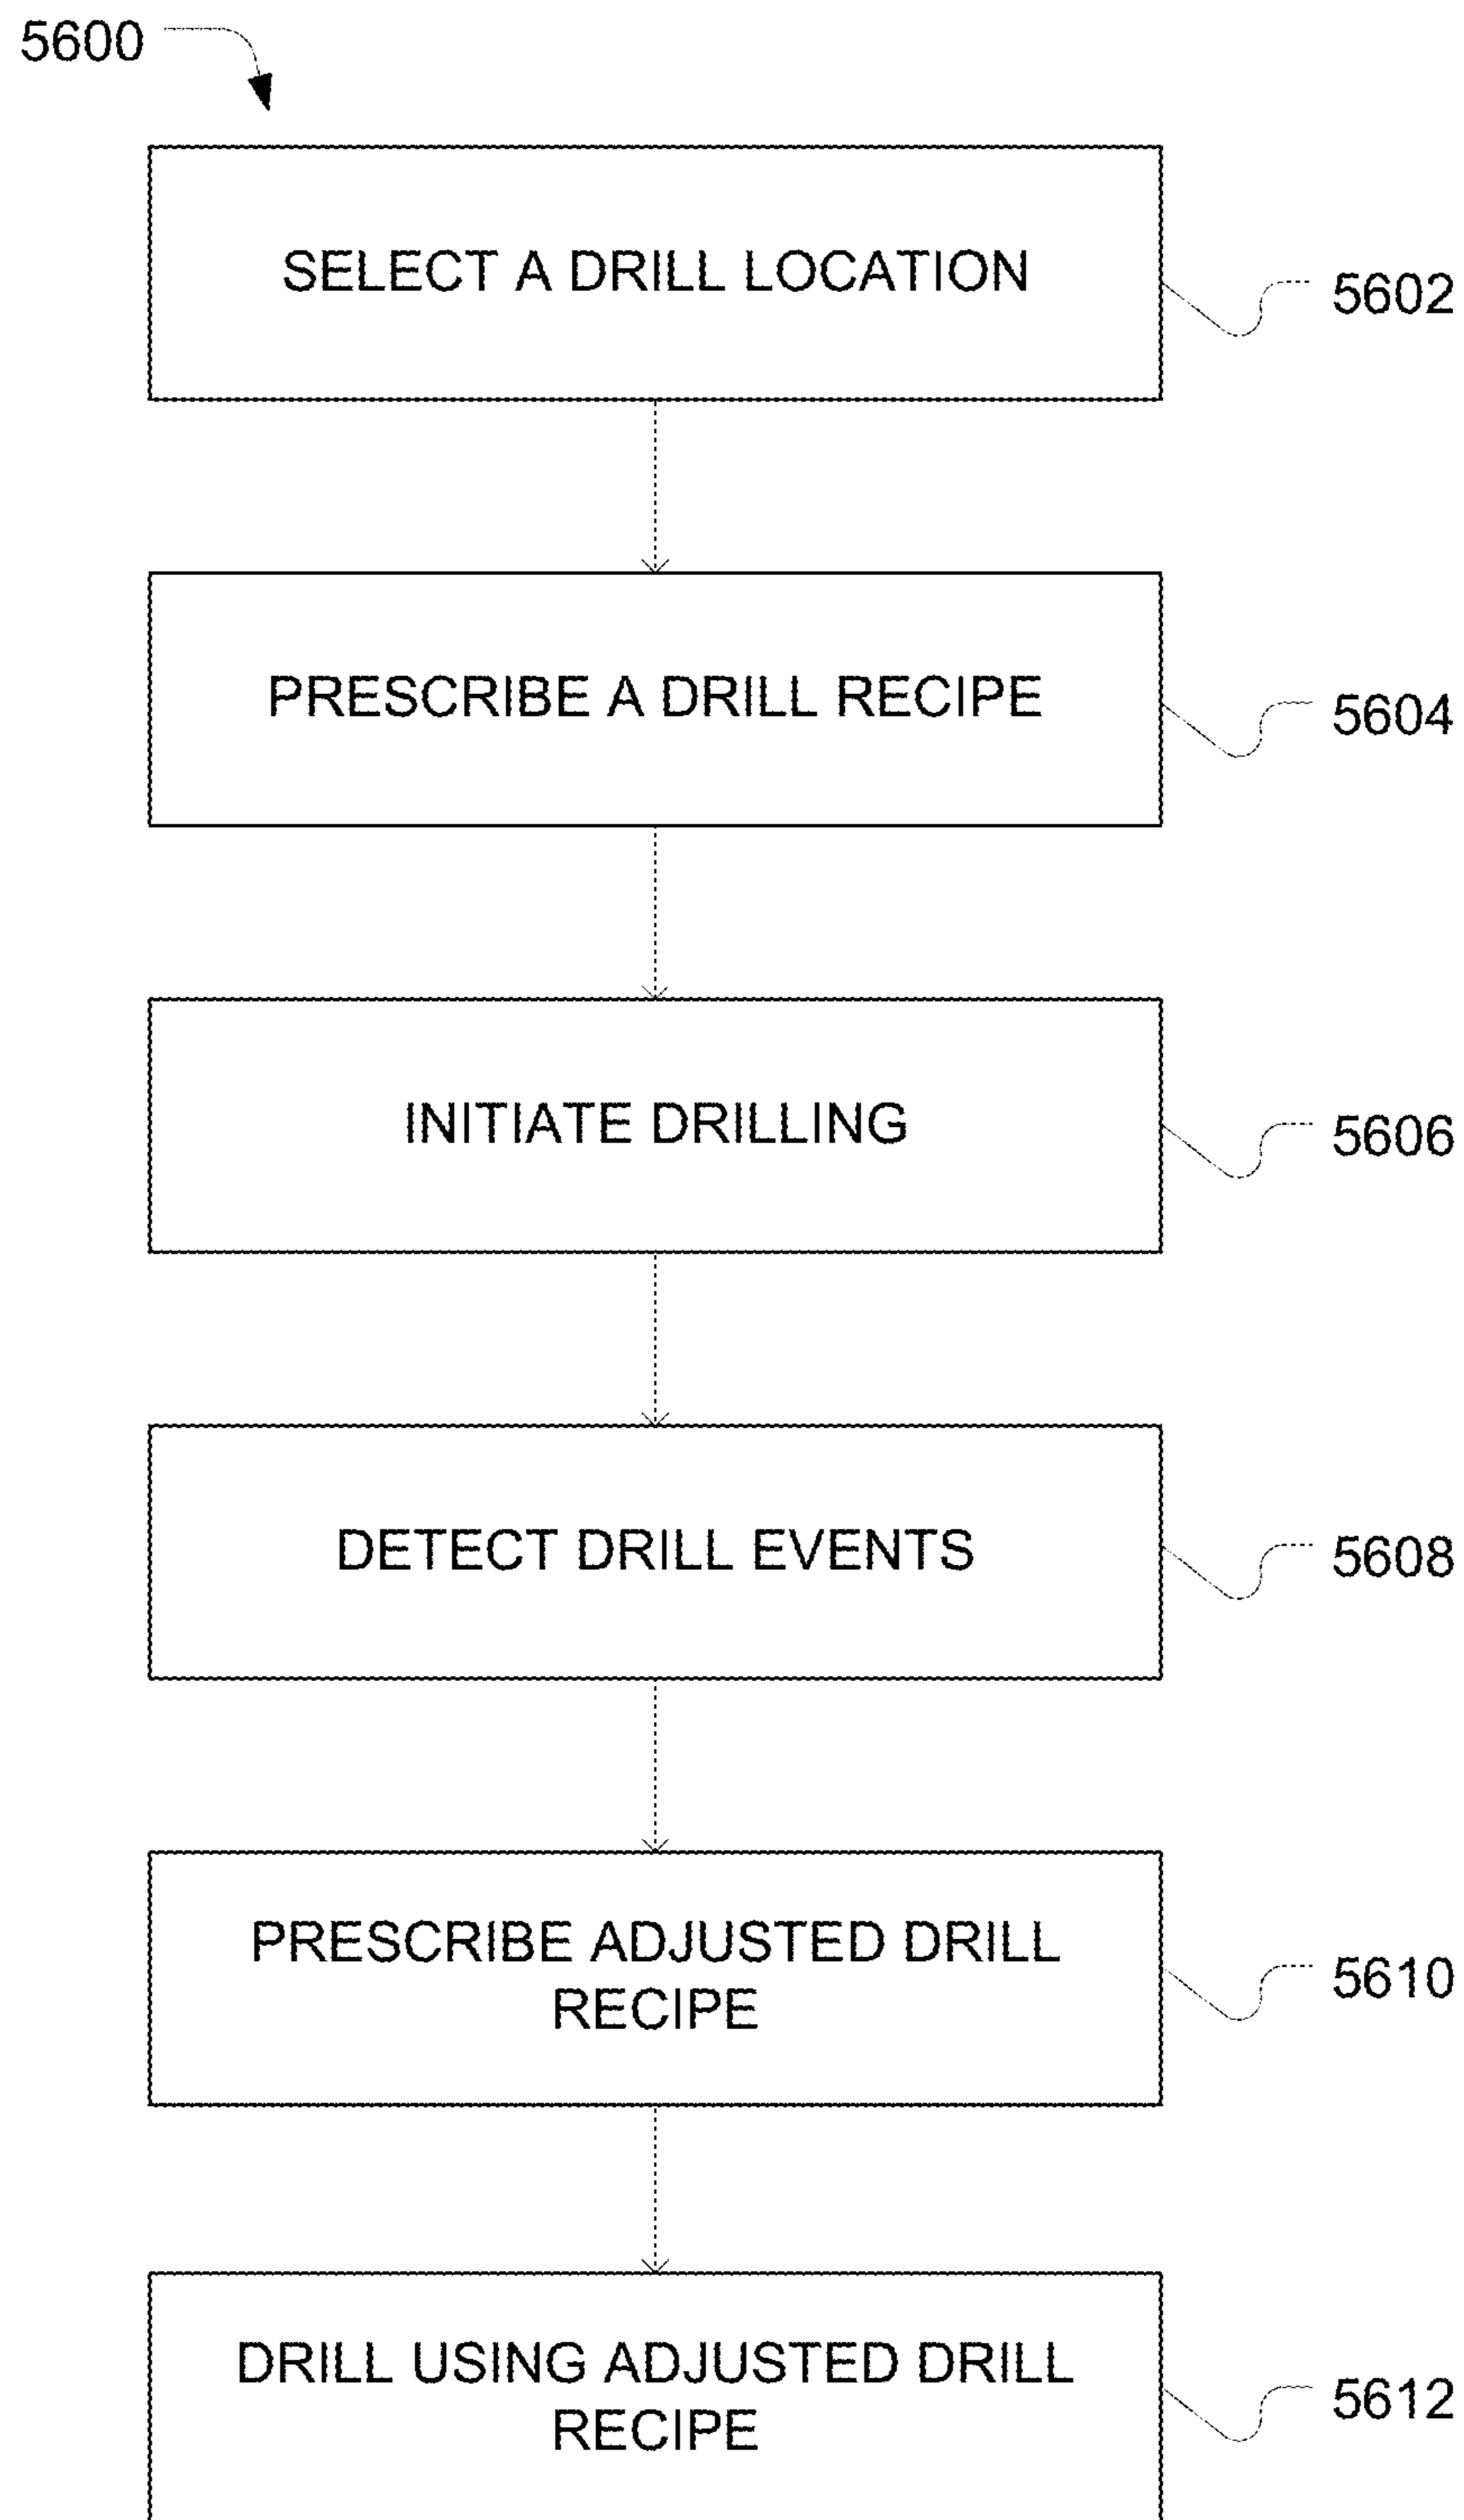 5600
SELECT A DRILL LOCATION
5602
PRESCRIBE A DRILL RECIPE
5604
INITIATE DRILLING
5606
DETECT DRILL EVENTS
5608
PRESCRIBE ADJUSTED DRILL
RECIPE
5610
DRILL USING ADJUSTED DRILL
RECIPE
5612